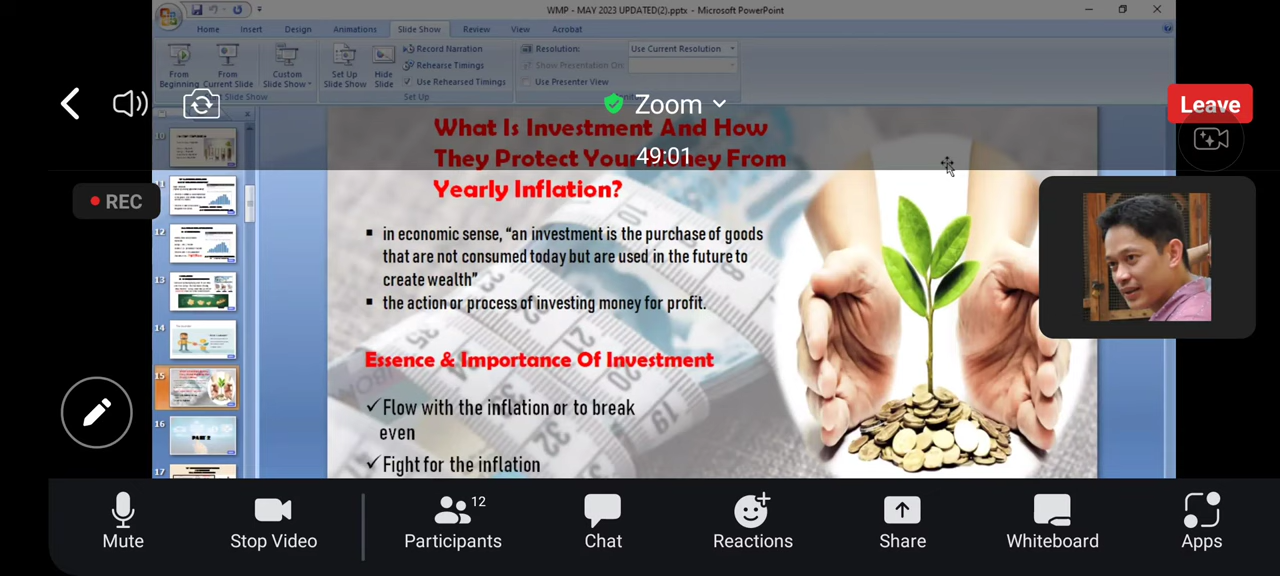 WMP - MAY 2023 UPDATED(2).pptx - Microsoft PowerPoint
Home Insert Design Animations Slide Show Review View Acrobat
From Beginning
From Current Slide
Custom Slide Show
Set Up Slide Show
Hide Slide
Record Narration
Rehearse Timings
Use Rehearsed Timings
Set Up
Resolution: Use Current Resolution
Show Presentation On:
Use Presenter View
Zoom
49:01
Leave
REC
What Is Investment And How
They Protect Your From
Yearly Inflation?
▪ in economic sense, “an investment is the purchase of goods
that are not consumed today but are used in the future to
create wealth”
▪ the action or process of investing money for profit.
Essence & Importance Of Investment
✓Flow with the inflation or to break
even
✓Fight for the inflation
10
11
12
13
14
15
16
PART 2
17
Mute
Stop Video
Participants 12
Chat
Reactions
Share
Whiteboard
Apps